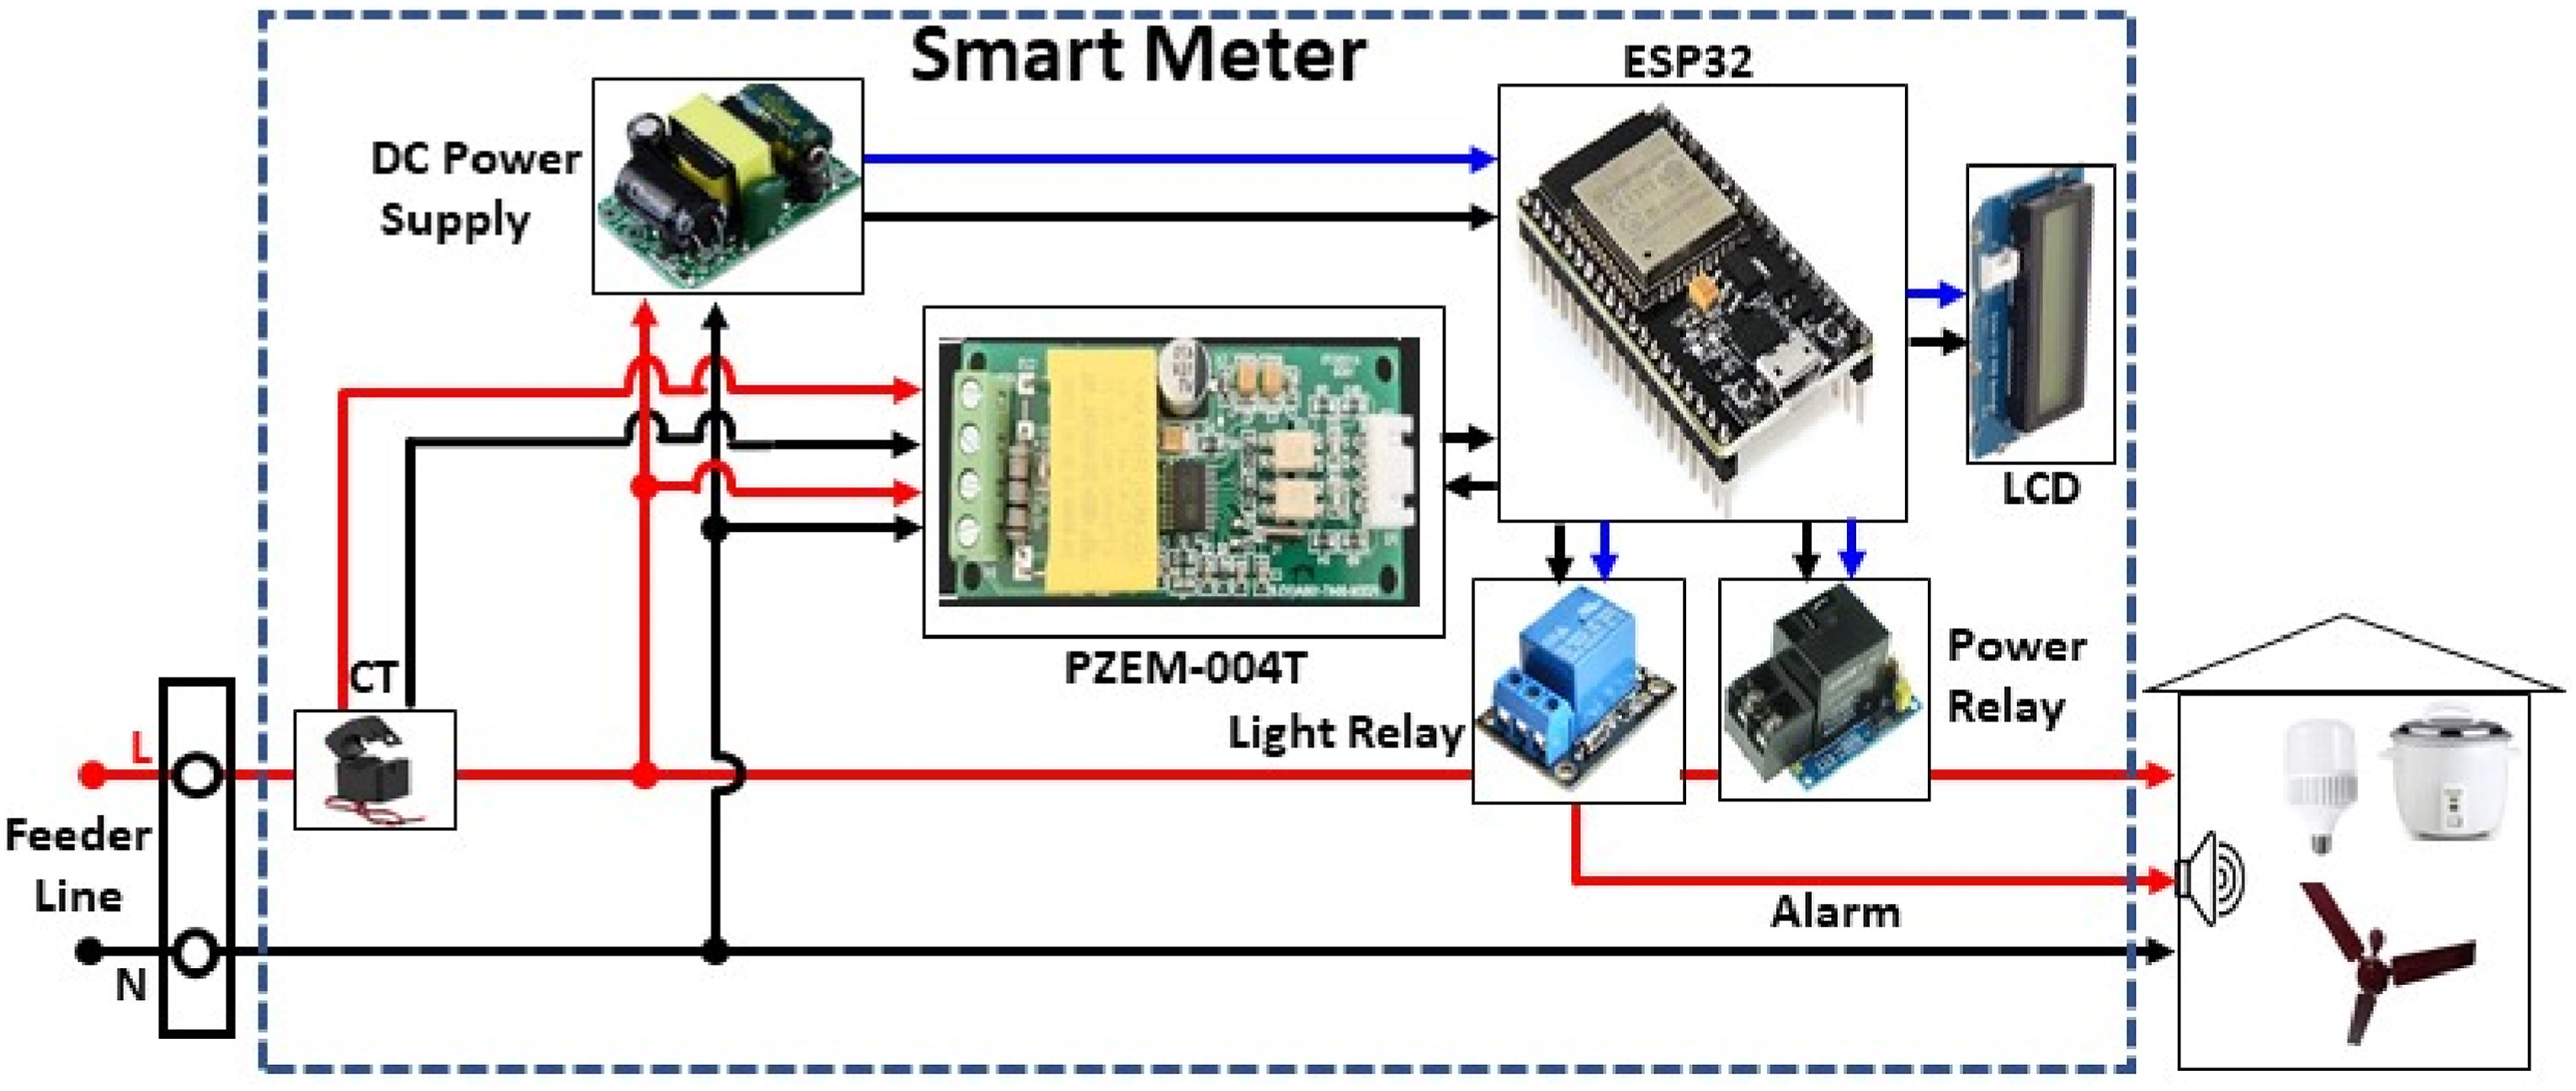 Smart Meter
ESP32
DC Power
Supply
LCD
PZEM-004T
CT
Light Relay
Power
Relay
L
Feeder
Line
N
Alarm